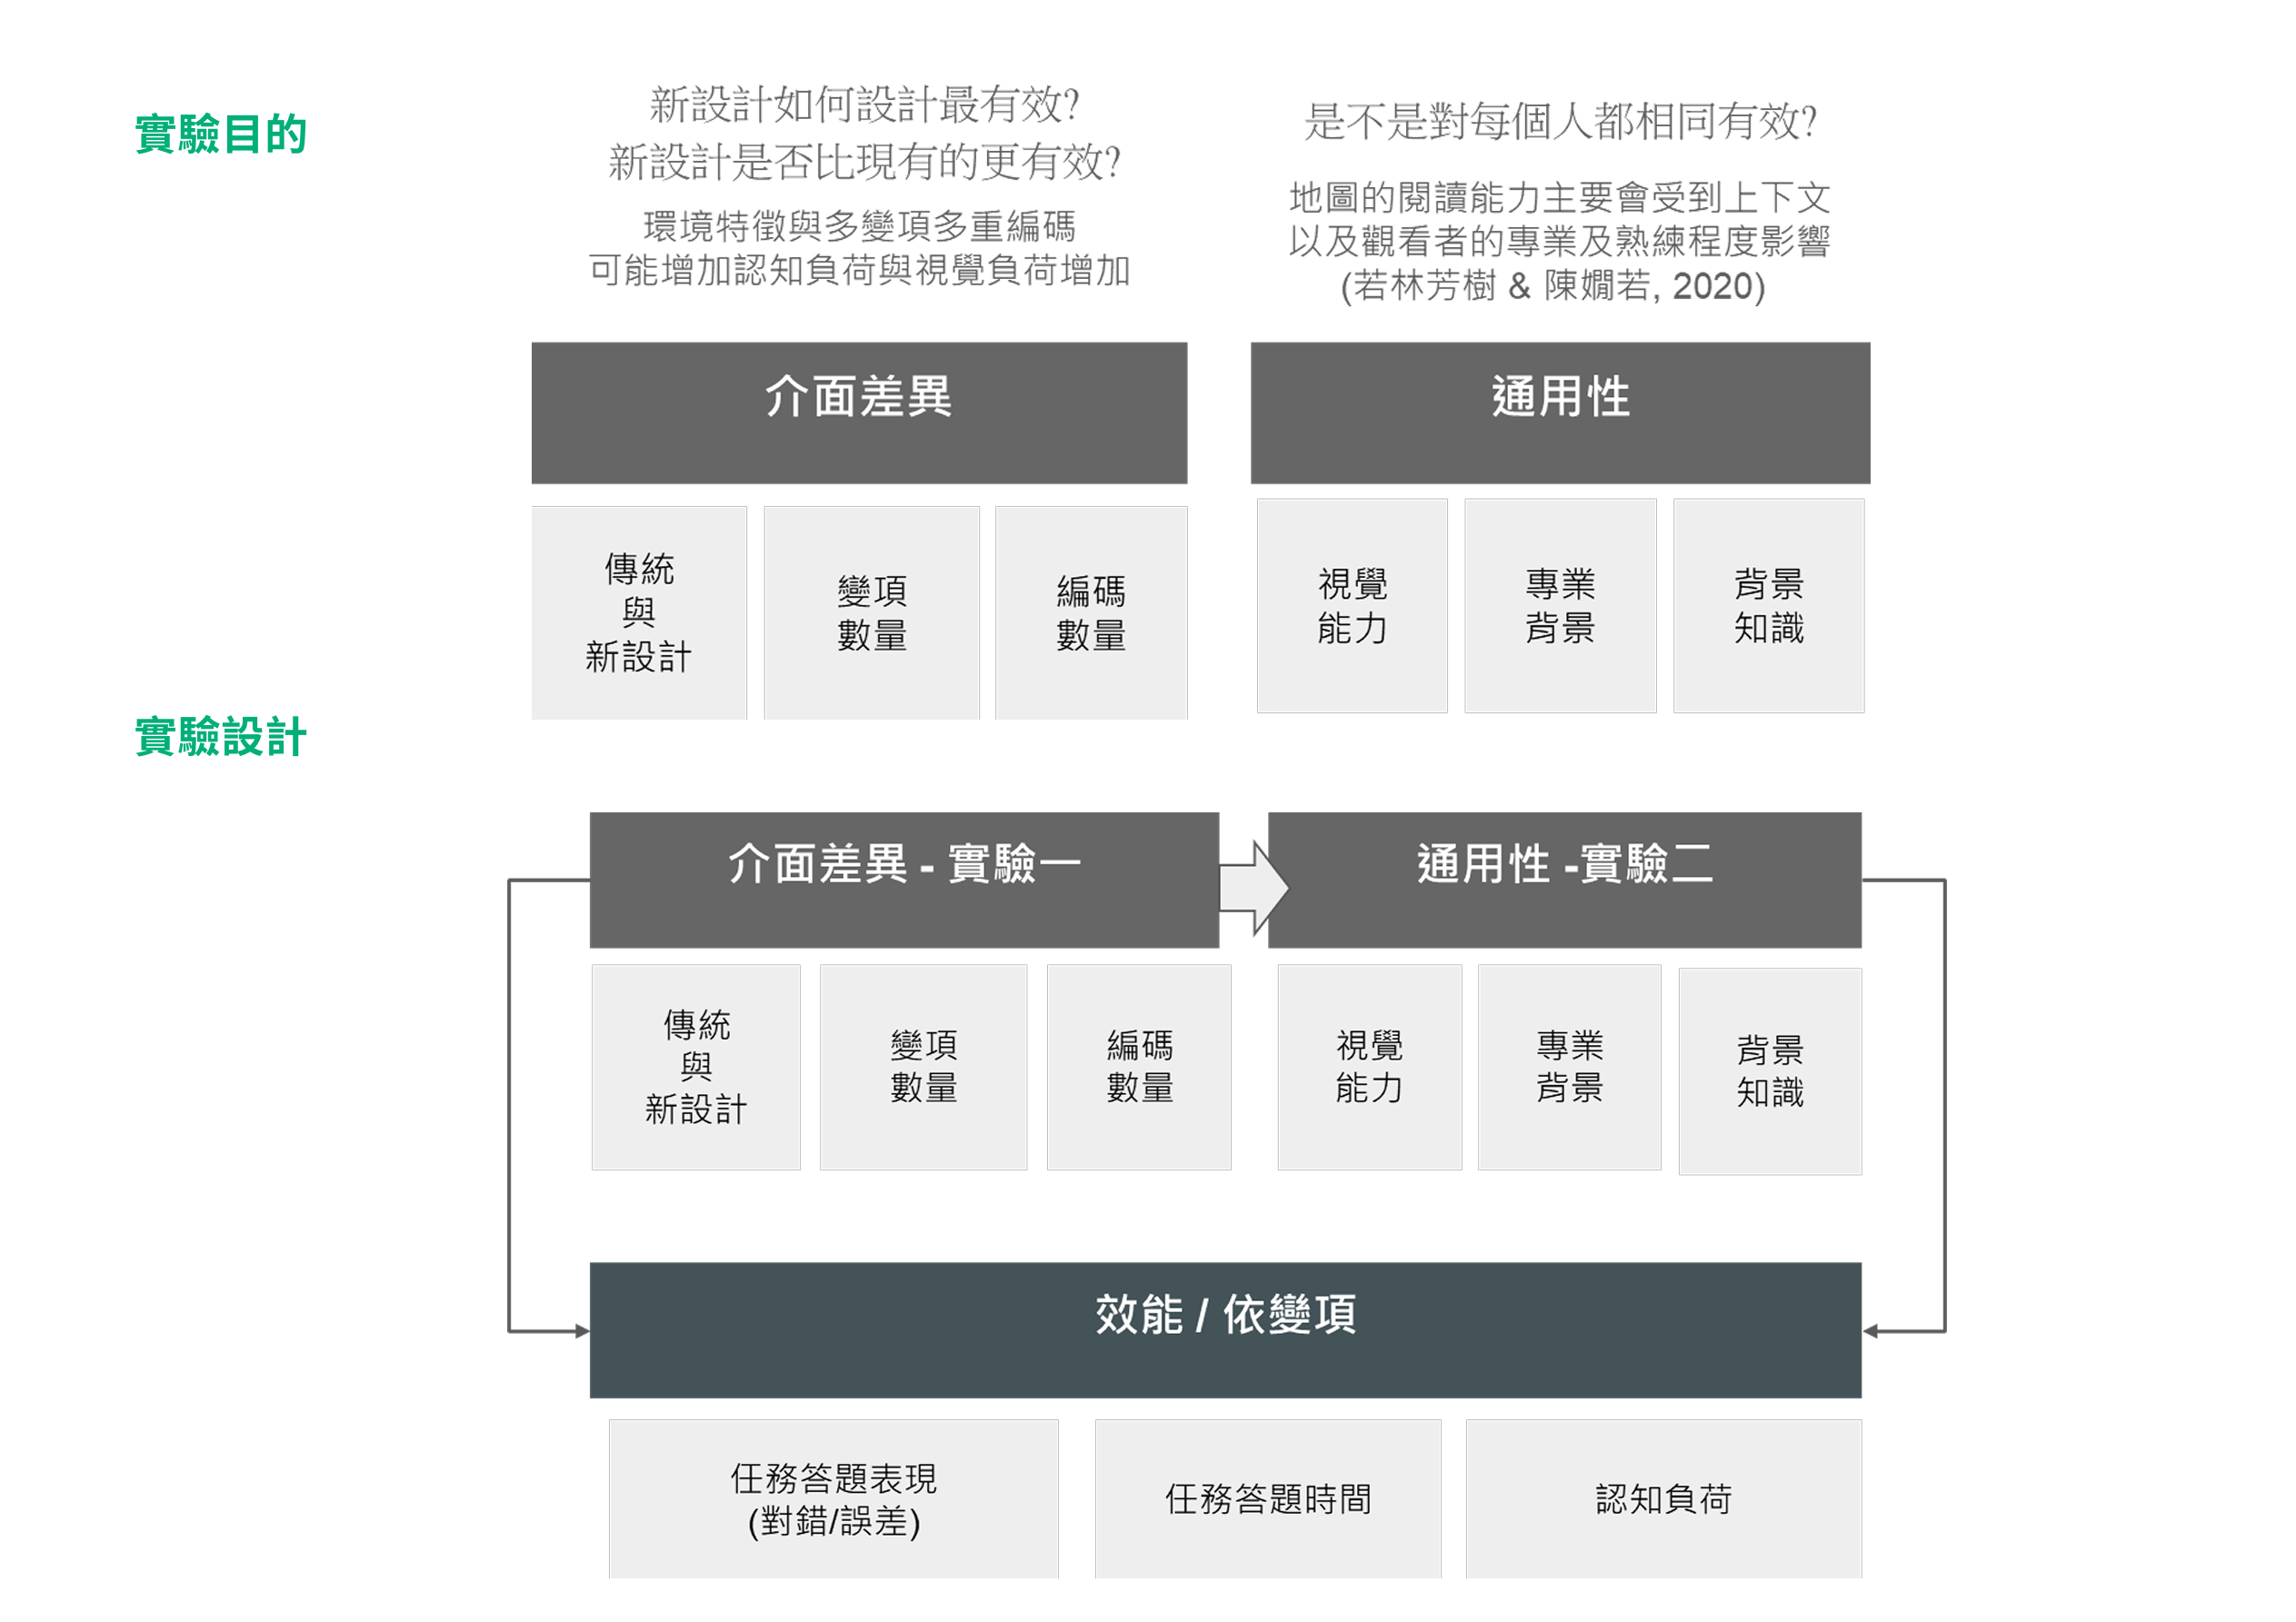 實驗目的
新設計如何設計最有效?
新設計是否比現有的更有效?
環境特徵與多變項多重編碼
可能增加認知負荷與視覺負荷增加
是不是對每個人都相同有效?
地圖的閱讀能力主要會受到上下文
以及觀看者的專業及熟練程度影響
(若林芳樹 & 陳嫺若, 2020)
介面差異
通用性
傳統
與
新設計
變項
數量
編碼
數量
視覺
能力
專業
背景
背景
知識
實驗設計
介面差異 - 實驗一
通用性 -實驗二
傳統
與
新設計
變項
數量
編碼
數量
視覺
能力
專業
背景
背景
知識
效能 / 依變項
任務答題表現
(對錯/誤差)
任務答題時間
認知負荷